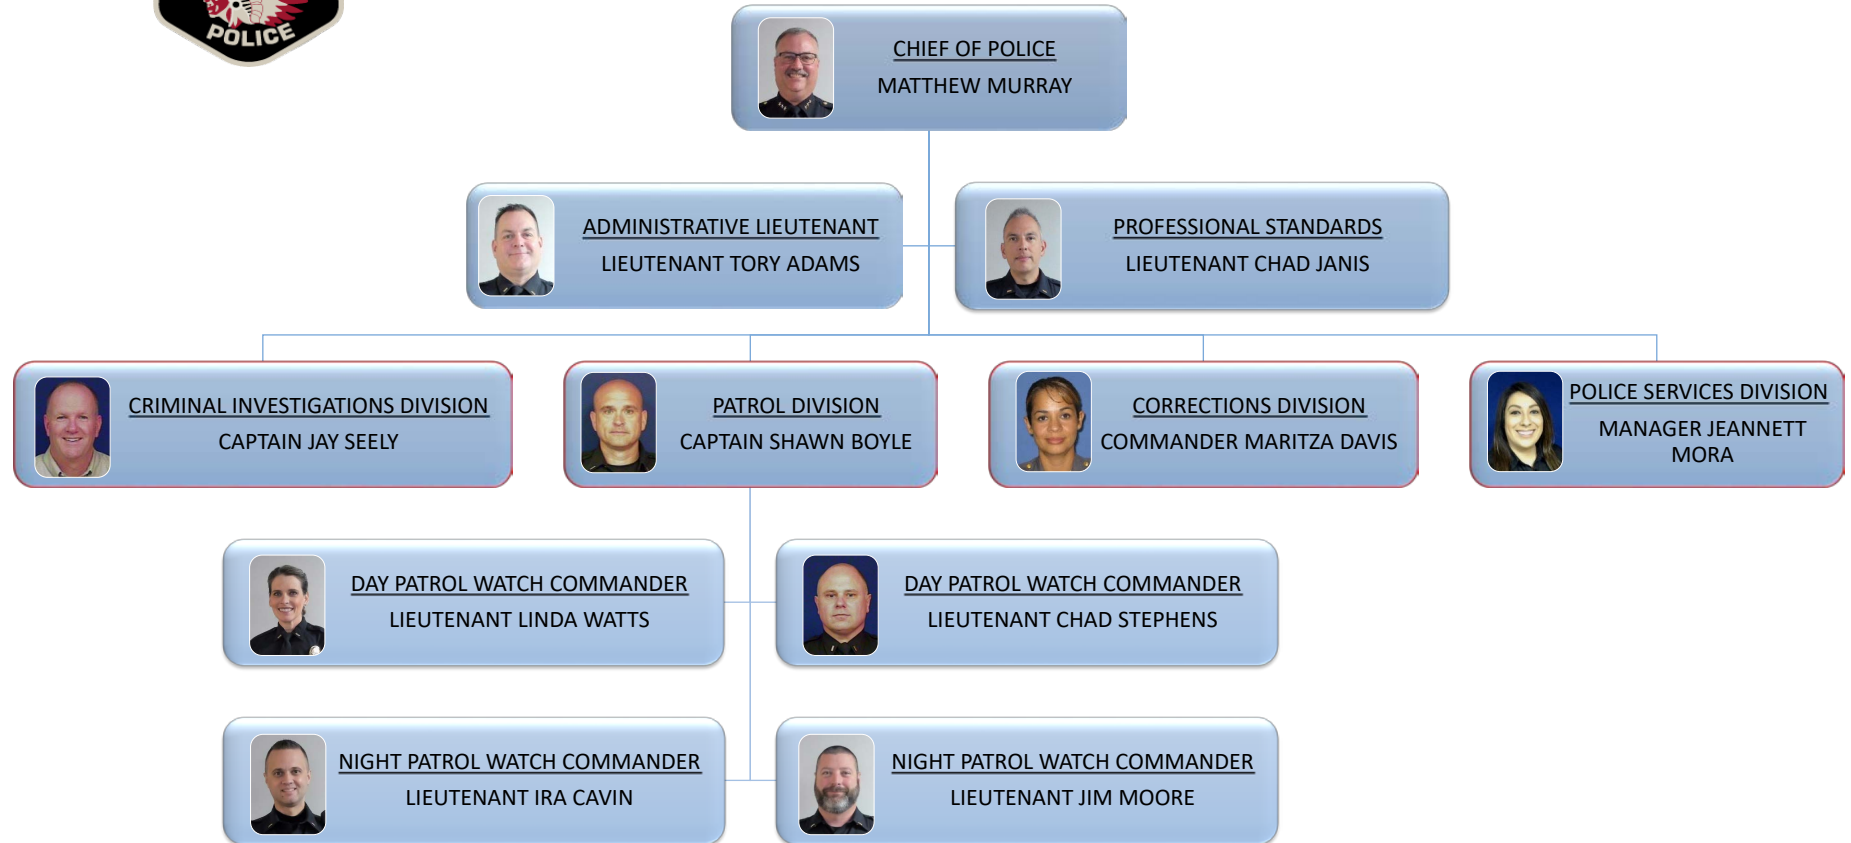 POLICE
CHIEF OF POLICE
MATTHEW MURRAY
ADMINISTRATIVE LIEUTENANT
LIEUTENANT TORY ADAMS
PROFESSIONAL STANDARDS
LIEUTENANT CHAD JANIS
CRIMINAL INVESTIGATIONS DIVISION
CAPTAIN JAY SEELY
PATROL DIVISION
CAPTAIN SHAWN BOYLE
CORRECTIONS DIVISION
COMMANDER MARITZA DAVIS
POLICE SERVICES DIVISION
MANAGER JEANNETT
MORA
DAY PATROL WATCH COMMANDER
LIEUTENANT LINDA WATTS
DAY PATROL WATCH COMMANDER
LIEUTENANT CHAD STEPHENS
NIGHT PATROL WATCH COMMANDER
LIEUTENANT IRA CAVIN
NIGHT PATROL WATCH COMMANDER
LIEUTENANT JIM MOORE